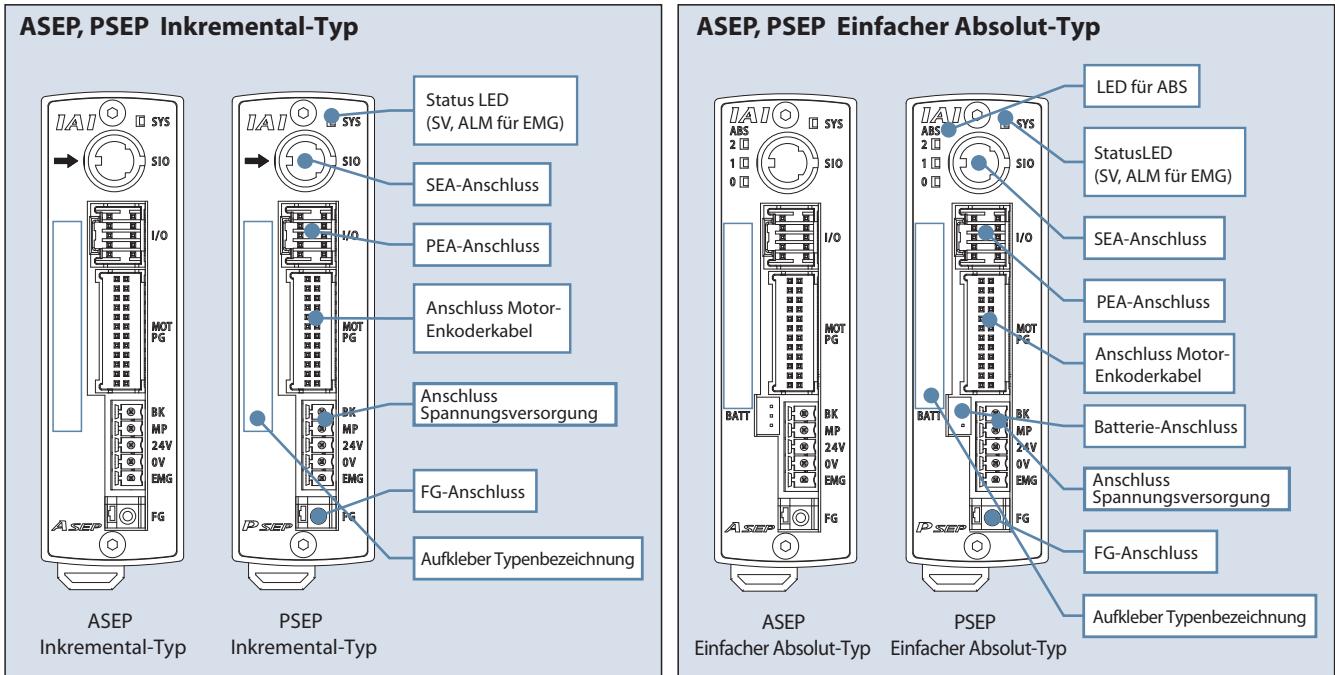 ASEP, PSEP Inkremental-Typ
IAI
SYS
SIO
I/O
MOT
PG
BK
MP
24V
0V
EMG
FG
ASEP
ASEP
Inkremental-Typ
IAI
SYS
SIO
I/O
MOT
PG
BK
MP
24V
0V
EMG
FG
PSEP
PSEP
Inkremental-Typ
Status LED
(SV, ALM für EMG)
SEA-Anschluss
PEA-Anschluss
Anschluss Motor-
Enkoderkabel
Anschluss
Spannungsversorgung
FG-Anschluss
Aufkleber Typenbezeichnung
ASEP, PSEP Einfacher Absolut-Typ
IAI
ABS
2
1
0
SYS
SIO
I/O
MOT
PG
BATT
BK
MP
24V
0V
EMG
FG
ASEP
ASEP
Einfacher Absolut-Typ
IAI
ABS
2
1
0
SYS
SIO
I/O
MOT
PG
BATT
BK
MP
24V
0V
EMG
FG
PSEP
PSEP
Einfacher Absolut-Typ
LED für ABS
StatusLED
(SV, ALM für EMG)
SEA-Anschluss
PEA-Anschluss
Anschluss Motor-
Enkoderkabel
Batterie-Anschluss
Anschluss
Spannungsversorgung
FG-Anschluss
Aufkleber Typenbezeichnung